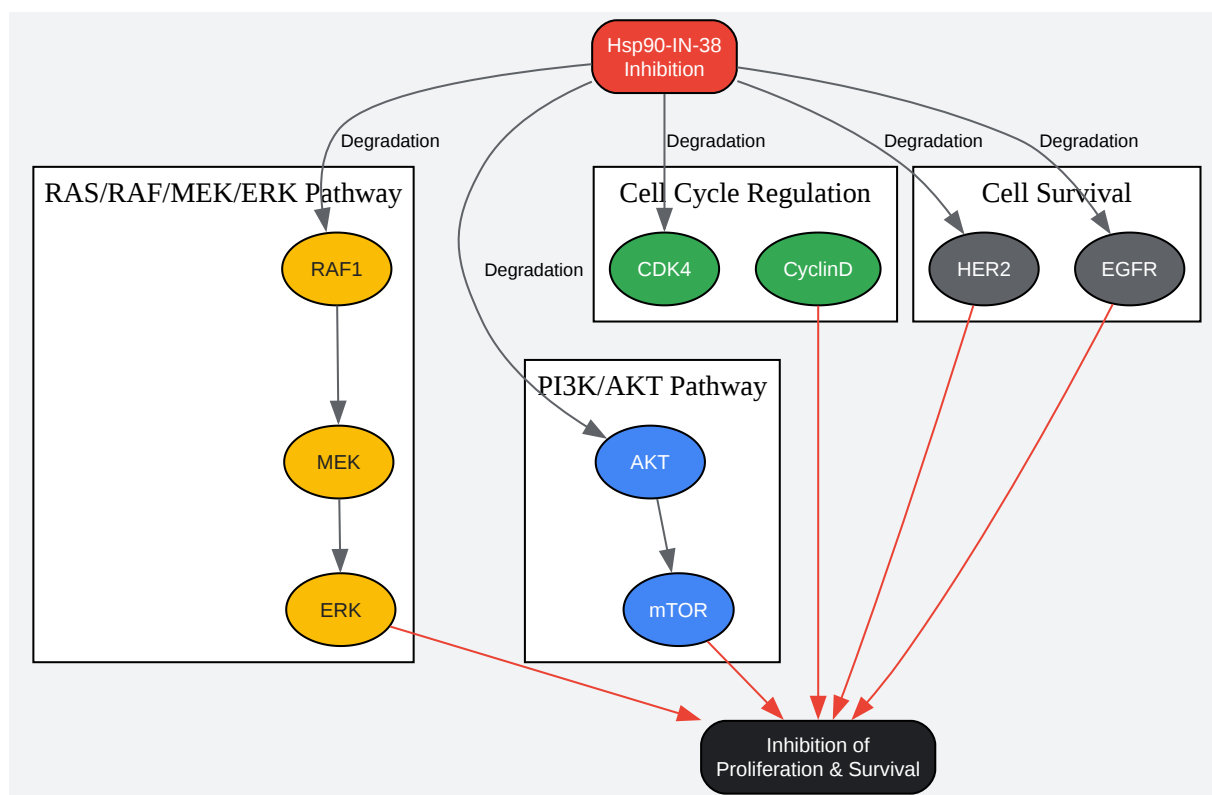 Hsp90-IN-38
Inhibition
Degradation
Degradation
Degradation
Degradation
RAS/RAF/MEK/ERK Pathway
Cell Cycle Regulation
Cell Survival
RAF1
Degradation
CDK4
CyclinD
HER2
EGFR
PI3K/AKT Pathway
MEK
AKT
ERK
mTOR
Inhibition of
Proliferation & Survival